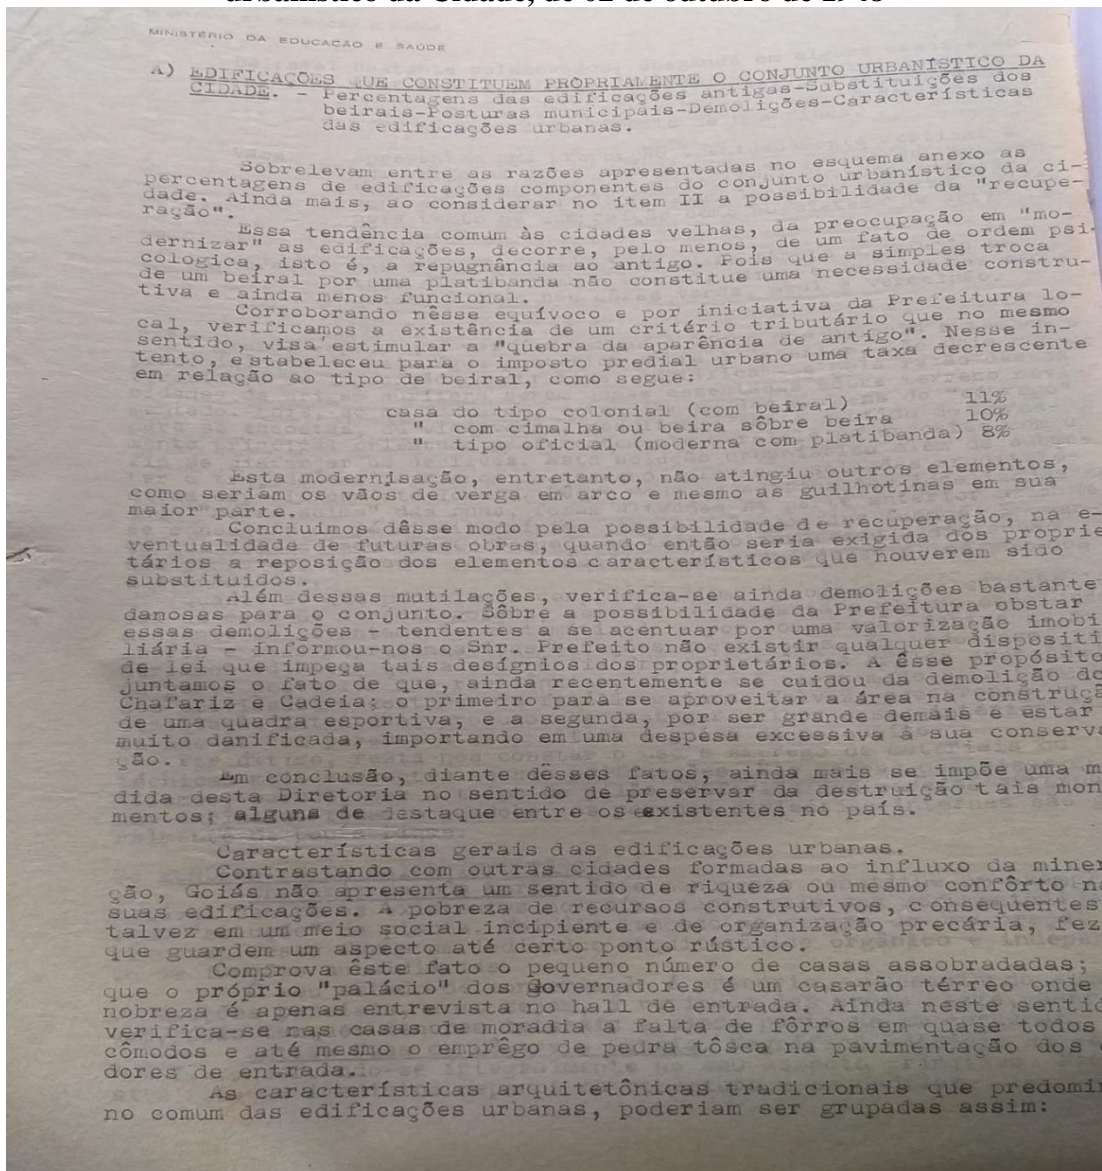 MINISTÉRIO DA EDUCAÇÃO E SAÚDE
A) EDIFICAÇÕES QUE CONSTITUEM PROPRIAMENTE O CONJUNTO URBANÍSTICO DA
CIDADE. - Percentagens das edificações antigas-Substituições dos
beirais-Posturas municipais-Demolições-Características
das edificações urbanas.
Sobrelevam entre as razões apresentadas no esquema anexo as
percentagens de edificações componentes do conjunto urbanístico da ci-
dade. Ainda mais, ao considerar no item II a possibilidade da "recupe-
ração".
Essa tendência comum às cidades velhas, da preocupação em "mo-
dernizar" as edificações, decorre, pelo menos, de um fato de ordem psi-
cologica, isto é, a repugnância ao antigo. Pois que a simples troca
de um beiral por uma platibanda não constitue uma necessidade constru-
tiva e ainda menos funcional.
Corroborando nêsse equívoco e por iniciativa da Prefeitura lo-
cal, verificamos a existência de um critério tributário que no mesmo
sentido, visa estimular a "quebra da aparência de antigo". Nesse in-
tento, estabeleceu para o imposto predial urbano uma taxa decrescente
em relação ao tipo de beiral, como segue:
casa do tipo colonial (com beiral) 11%
" com cimalha ou beira sôbre beira 10%
" tipo oficial (moderna com platibanda) 8%
Esta modernisação, entretanto, não atingiu outros elementos,
como seriam os vãos de verga em arco e mesmo as guilhotinas em sua
maior parte.
Concluimos dêsse modo pela possibilidade de recuperação, na e-
ventualidade de futuras obras, quando então seria exigida dos proprie
tários a reposição dos elementos característicos que houverem sido
substituidos.
Além dessas mutilações, verifica-se ainda demolições bastante
danosas para o conjunto. Sôbre a possibilidade da Prefeitura obstar
essas demolições - tendentes a se acentuar por uma valorização imobi
liária - informou-nos o Snr. Prefeito não existir qualquer dispositi
de lei que impeça tais desígnios dos proprietários. A êsse propósito
juntamos o fato de que, ainda recentemente se cuidou da demolição do
Chafariz e Cadeia; o primeiro para se aproveitar a área na construçã
de uma quadra esportiva, e a segunda, por ser grande demais e estar
muito danificada, importando em uma despesa excessiva à sua conserva
ção.
Em conclusão, diante dêsses fatos, ainda mais se impõe uma m
dida desta Diretoria no sentido de preservar da destruição tais mon
mentos; alguns de destaque entre os existentes no país.
Características gerais das edificações urbanas.
Contrastando com outras cidades formadas ao influxo da miner
ção, Goiás não apresenta um sentido de riqueza ou mesmo confôrto na
suas edificações. A pobreza de recursos construtivos, consequentes
talvez em um meio social incipiente e de organização precária, fez
que guardem um aspecto até certo ponto rústico.
Comprova êste fato o pequeno número de casas assobradadas;
que o próprio "palácio" dos Governadores é um casarão térreo onde
nobreza é apenas entrevista no hall de entrada. Ainda neste sentid
verifica-se nas casas de moradia a falta de fôrros em quase todos
cômodos e até mesmo o emprêgo de pedra tôsca na pavimentação dos
dores de entrada.
As características arquitetônicas tradicionais que predomi
no comum das edificações urbanas, poderiam ser grupadas assim: